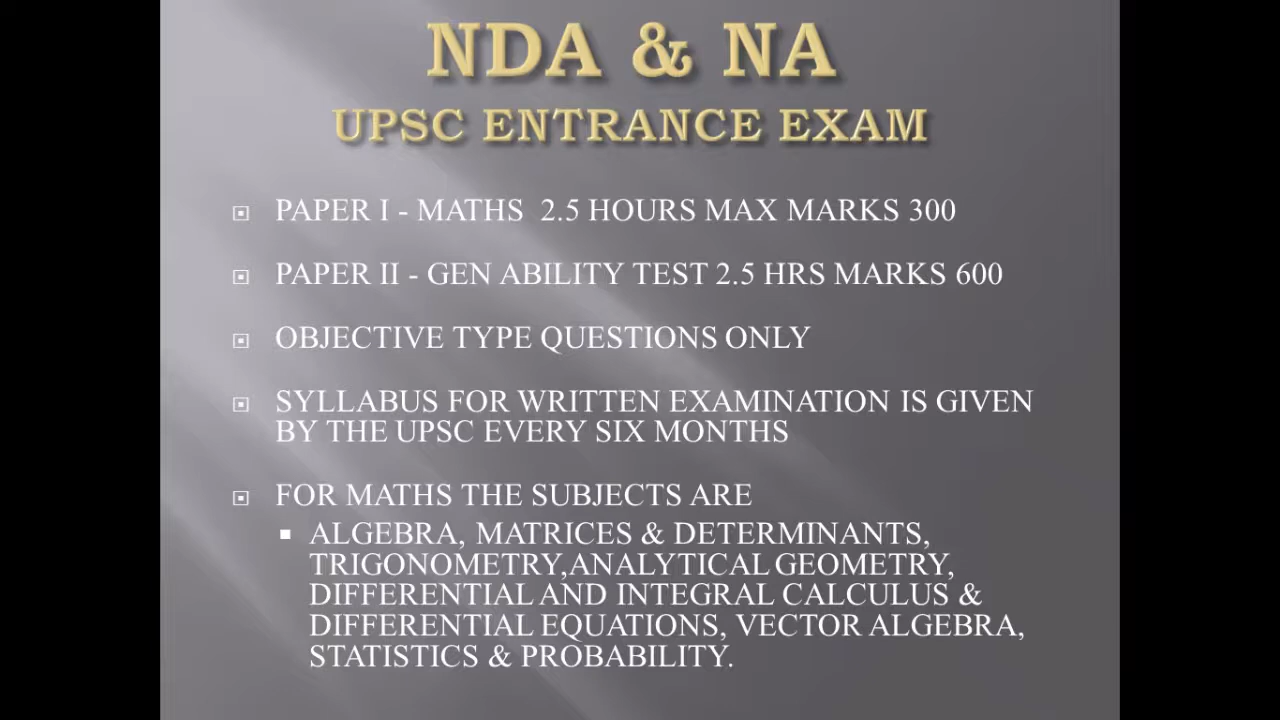 NDA & NA
UPSC ENTRANCE EXAM
PAPER I - MATHS 2.5 HOURS MAX MARKS 300
PAPER II - GEN ABILITY TEST 2.5 HRS MARKS 600
OBJECTIVE TYPE QUESTIONS ONLY
SYLLABUS FOR WRITTEN EXAMINATION IS GIVEN
BY THE UPSC EVERY SIX MONTHS
FOR MATHS THE SUBJECTS ARE
ALGEBRA, MATRICES & DETERMINANTS,
TRIGONOMETRY,ANALYTICAL GEOMETRY,
DIFFERENTIAL AND INTEGRAL CALCULUS &
DIFFERENTIAL EQUATIONS, VECTOR ALGEBRA,
STATISTICS & PROBABILITY.